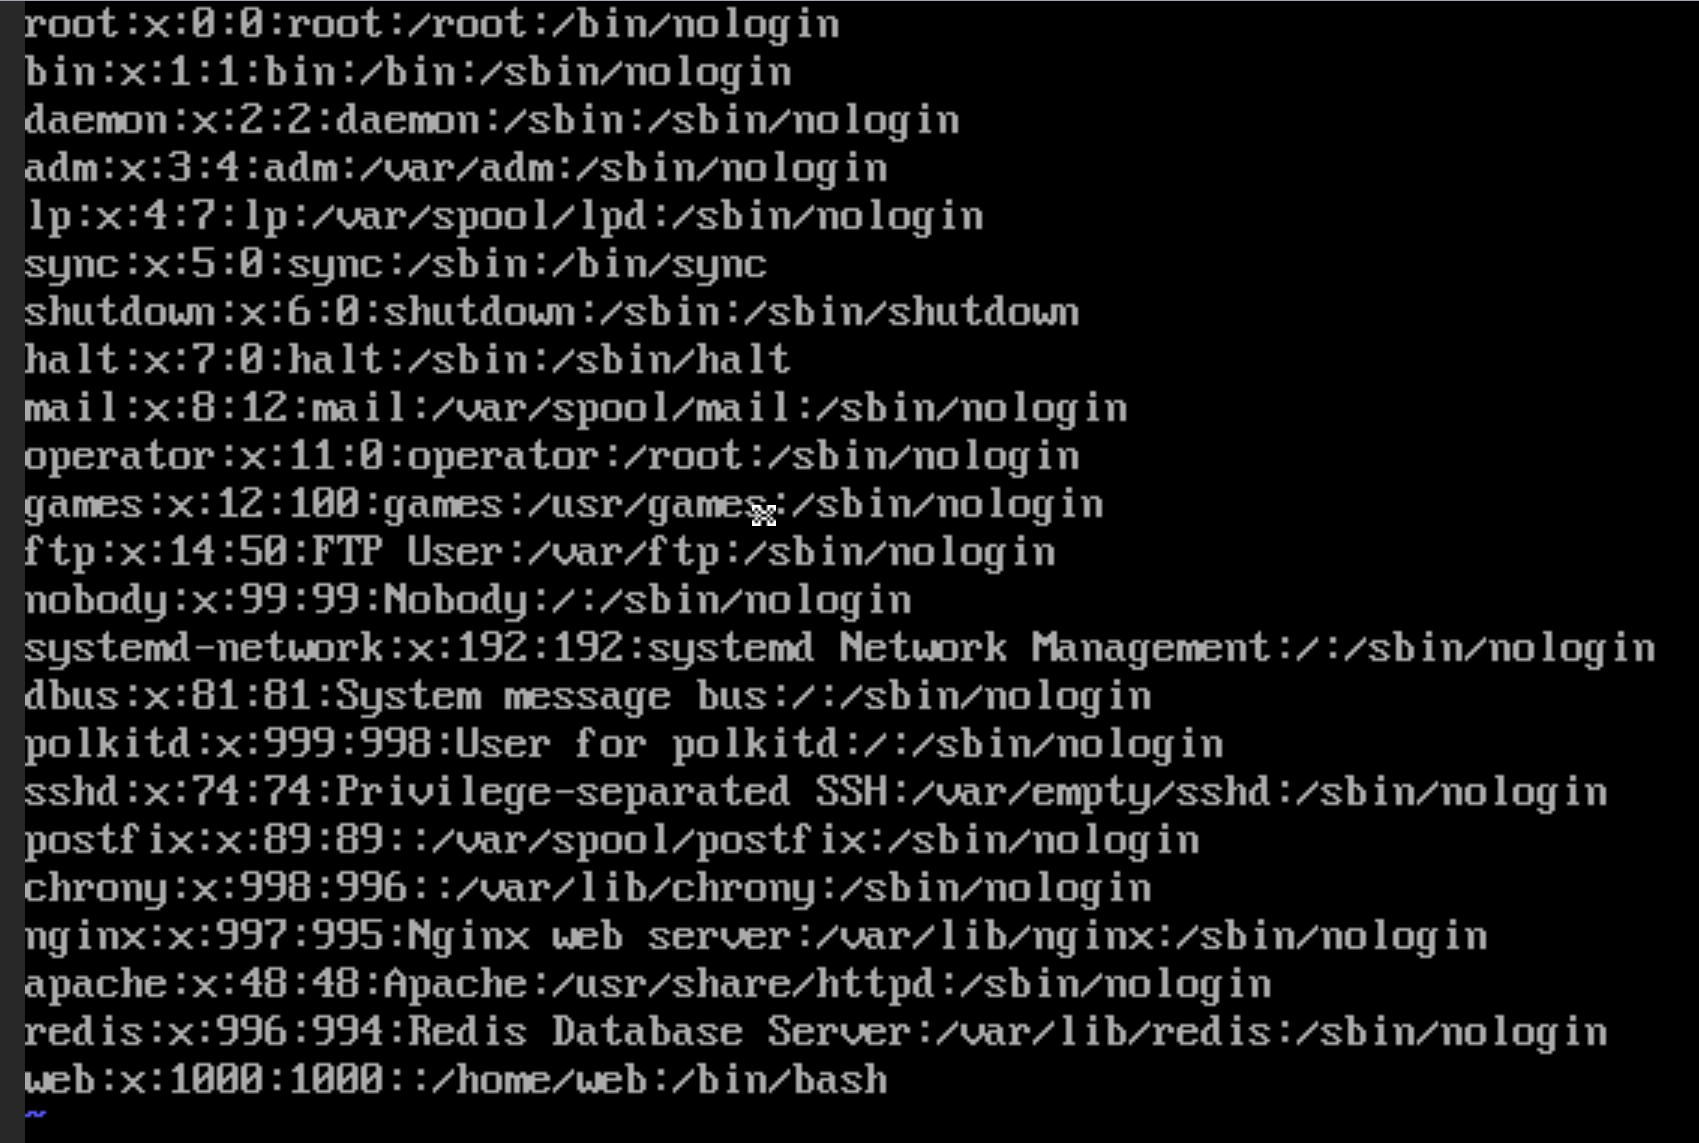 root:x:0:0:root:/root:/bin/nologin
bin:x:1:1:bin:/bin:/sbin/nologin
daemon:x:2:2:daemon:/sbin:/sbin/nologin
adm:x:3:4:adm:/var/adm:/sbin/nologin
lp:x:4:7:lp:/var/spool/lpd:/sbin/nologin
sync:x:5:0:sync:/sbin:/bin/sync
shutdown:x:6:0:shutdown:/sbin:/sbin/shutdown
halt:x:7:0:halt:/sbin:/sbin/halt
mail:x:8:12:mail:/var/spool/mail:/sbin/nologin
operator:x:11:0:operator:/root:/sbin/nologin
games:x:12:100:games:/usr/games:/sbin/nologin
ftp:x:14:50:FTP User:/var/ftp:/sbin/nologin
nobody:x:99:99:Nobody:/:/sbin/nologin
systemd-network:x:192:192:systemd Network Management:/:/sbin/nologin
dbus:x:81:81:System message bus:/:/sbin/nologin
polkitd:x:999:998:User for polkitd:/:/sbin/nologin
sshd:x:74:74:Privilege-separated SSH:/var/empty/sshd:/sbin/nologin
postfix:x:89:89::/var/spool/postfix:/sbin/nologin
chrony:x:998:996::/var/lib/chrony:/sbin/nologin
nginx:x:997:995:Nginx web server:/var/lib/nginx:/sbin/nologin
apache:x:48:48:Apache:/usr/share/httpd:/sbin/nologin
redis:x:996:994:Redis Database Server:/var/lib/redis:/sbin/nologin
web:x:1000:1000::/home/web:/bin/bash
~